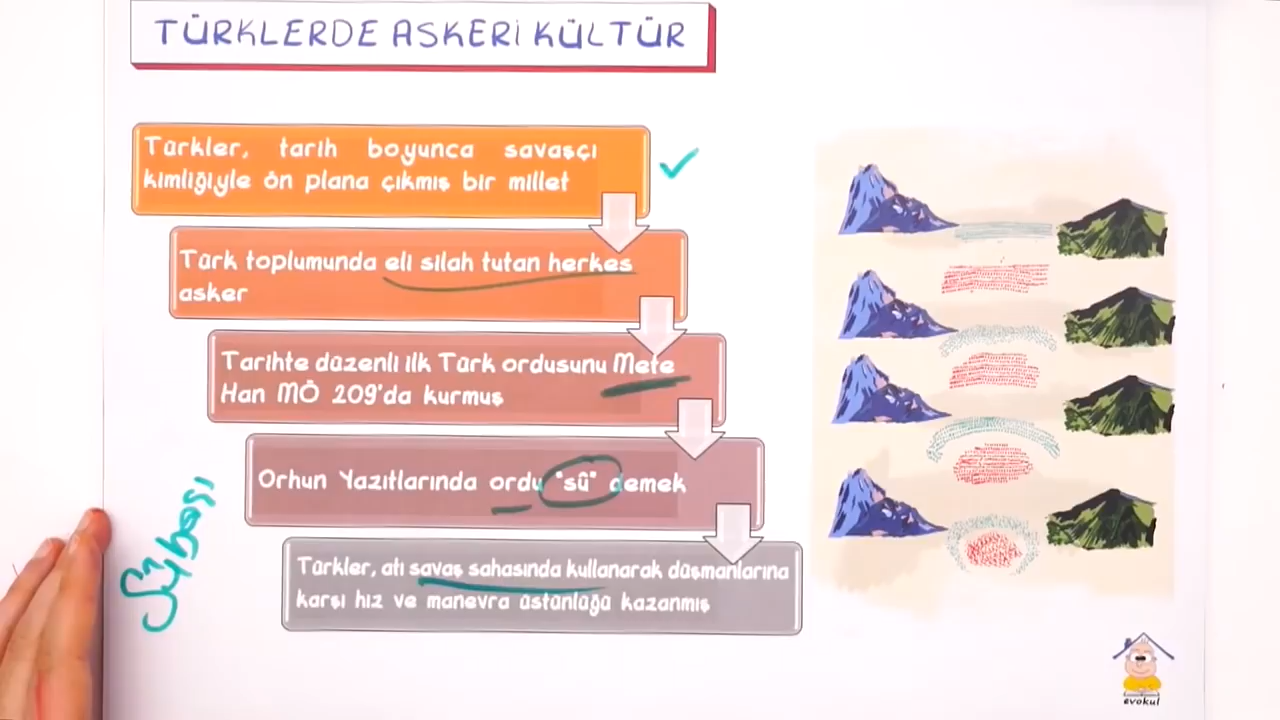 TÜRKLERDE ASKERİ KÜLTÜR
Türkler, tarih boyunca savaşçı
kimliğiyle ön plana çıkmış bir millet
Türk toplumunda eli silah tutan herkes
asker
Tarihte düzenli ilk Türk ordusunu Mete
Han MÖ 209'da kurmuş
Orhun Yazıtlarında ordu "sü" demek
Türkler, atı savaş sahasında kullanarak düşmanlarına
karşı hız ve manevra üstünlüğü kazanmış
Sübaşı
evokul